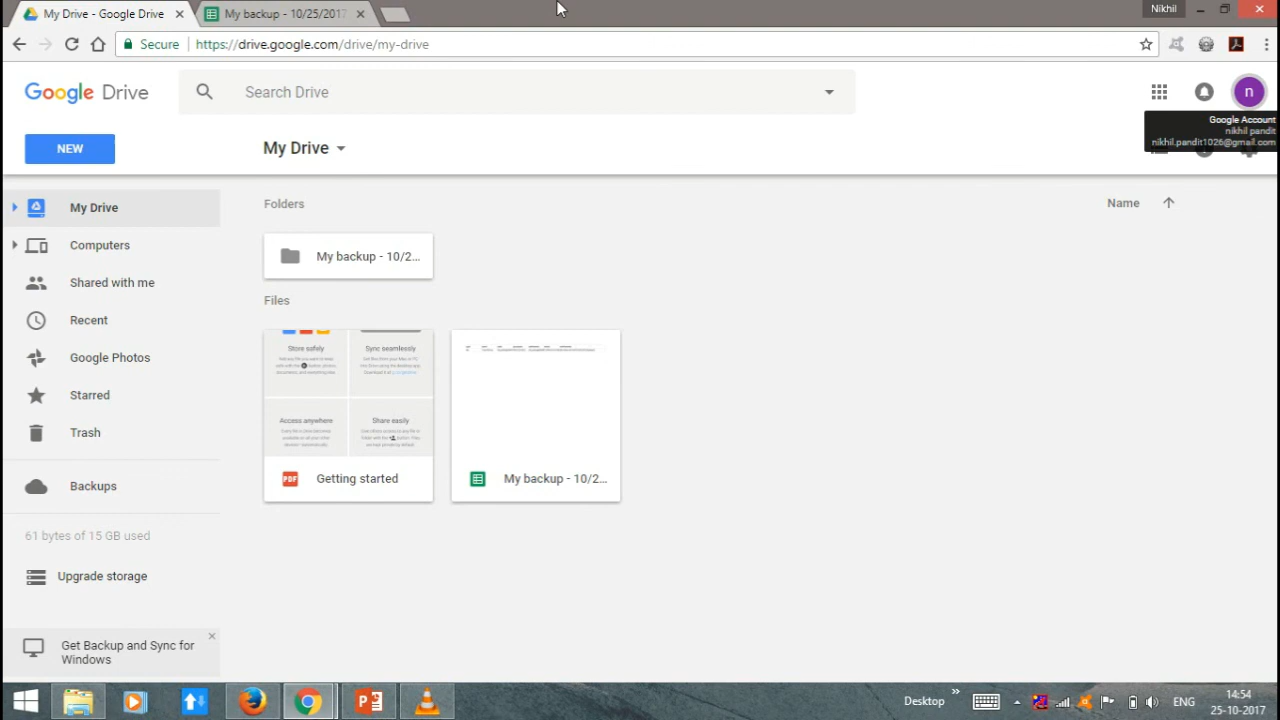 My Drive - Google Drive
My backup - 10/25/2017
Nikhil
Secure
https://drive.google.com/drive/my-drive
Google Drive
Search Drive
n
Google Account
nikhil pandit
nikhil.pandit1026@gmail.com
NEW
My Drive
My Drive
Computers
Shared with me
Recent
Google Photos
Starred
Trash
Backups
61 bytes of 15 GB used
Upgrade storage
Get Backup and Sync for
Windows
Folders
Name
My backup - 10/2...
Files
Store safely
Sync seamlessly
Access anywhere
Share easily
PDF
Getting started
My backup - 10/2...
Desktop
ENG
14:54
25-10-2017